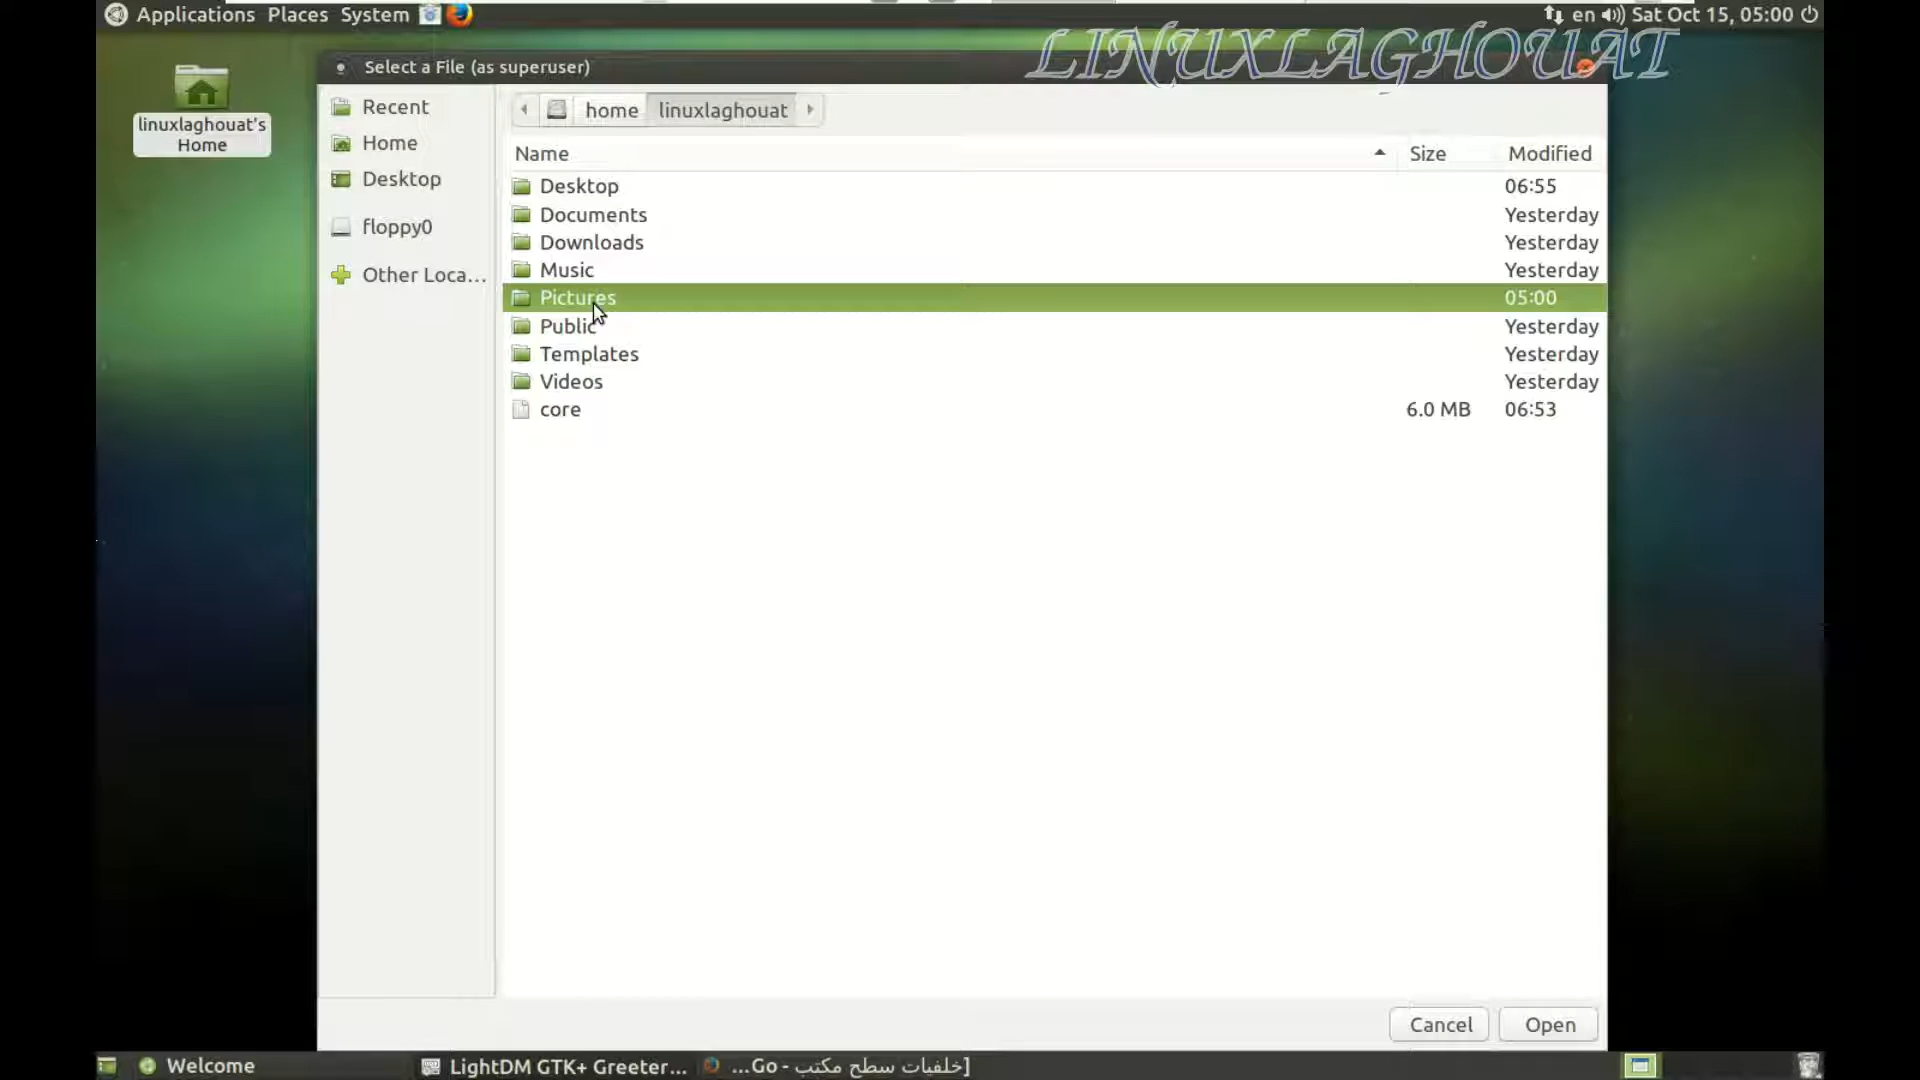 Applications Places System
en Sat Oct 15, 05:00
LINUXLAGHOUAT
linuxlaghouat's
Home
Select a File (as superuser)
Recent
Home
Desktop
floppy0
Other Loca...
home linuxlaghouat
Name Size Modified
Desktop 06:55
Documents Yesterday
Downloads Yesterday
Music Yesterday
Pictures 05:00
Public Yesterday
Templates Yesterday
Videos Yesterday
core 6.0 MB 06:53
Cancel Open
Welcome
LightDM GTK+ Greeter...
[خلفيات سطح مكتب - Go...